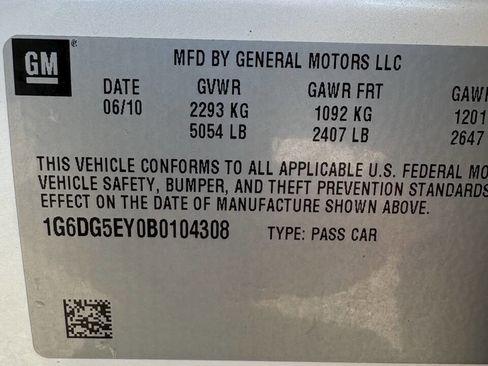 GM
MFD BY GENERAL MOTORS LLC
DATE GVWR GAWR FRT GAW
06/10 2293 KG 1092 KG 1201
5054 LB 2407 LB 2647
THIS VEHICLE CONFORMS TO ALL APPLICABLE U.S. FEDERAL MO
VEHICLE SAFETY, BUMPER, AND THEFT PREVENTION STANDARDS
EFFECT ON THE DATE OF MANUFACTURE SHOWN ABOVE.
1G6DG5EY0B0104308 TYPE: PASS CAR